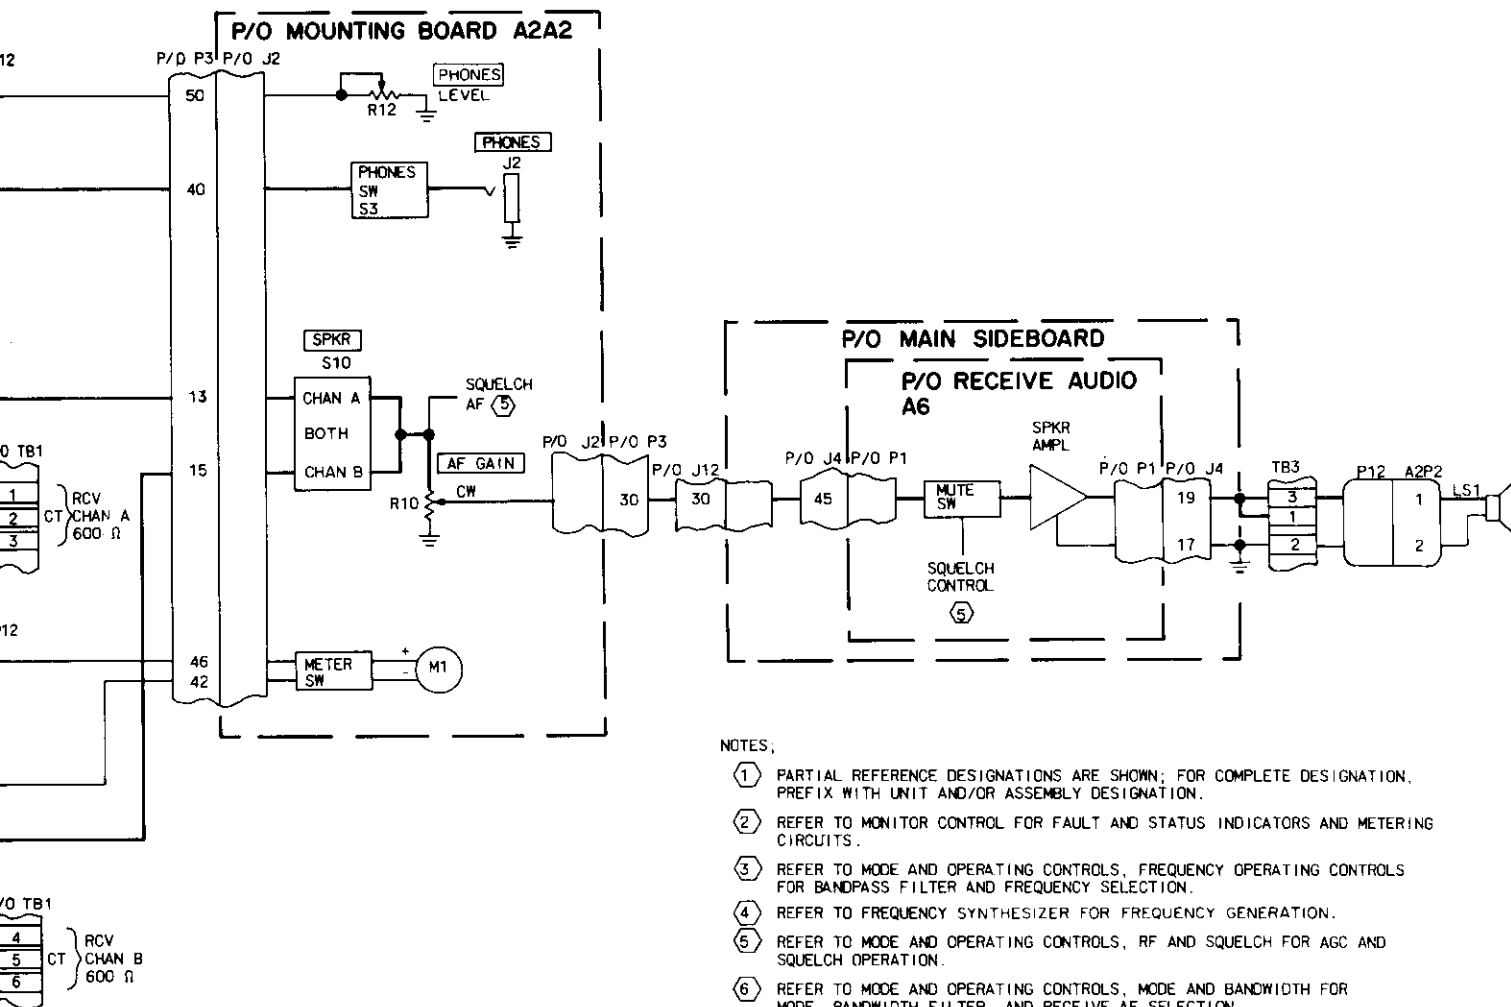 P/O MOUNTING BOARD A2A2
12
P/O P3 P/O J2
50
R12
PHONES
LEVEL
40
PHONES
SW
S3
PHONES
J2
SPKR
S10
13
CHAN A
BOTH
15
CHAN B
SQUELCH
AF 5
AF GAIN
R10
CW
O TB1
1
2
3
CT
RCV
CHAN A
600 Ω
P/O J2 P/O P3
30
P/O J12
30
P/O MAIN SIDEBOARD
P/O RECEIVE AUDIO
A6
P/O J4 P/O P1
45
MUTE
SW
SQUELCH
CONTROL
5
SPKR
AMPL
P/O P1 P/O J4
19
17
TB3
3
1
2
P12 A2P2
1
2
LS1
P12
46
42
METER
SW
+
-
M1
/O TB1
4
5
6
CT
RCV
CHAN B
600 Ω
NOTES;
1 PARTIAL REFERENCE DESIGNATIONS ARE SHOWN; FOR COMPLETE DESIGNATION,
PREFIX WITH UNIT AND/OR ASSEMBLY DESIGNATION.
2 REFER TO MONITOR CONTROL FOR FAULT AND STATUS INDICATORS AND METERING
CIRCUITS.
3 REFER TO MODE AND OPERATING CONTROLS, FREQUENCY OPERATING CONTROLS
FOR BANDPASS FILTER AND FREQUENCY SELECTION.
4 REFER TO FREQUENCY SYNTHESIZER FOR FREQUENCY GENERATION.
5 REFER TO MODE AND OPERATING CONTROLS, RF AND SQUELCH FOR AGC AND
SQUELCH OPERATION.
6 REFER TO MODE AND OPERATING CONTROLS, MODE AND BANDWIDTH FOR
MODE, BANDWIDTH FILTER, AND RECEIVE AF SELECTION.